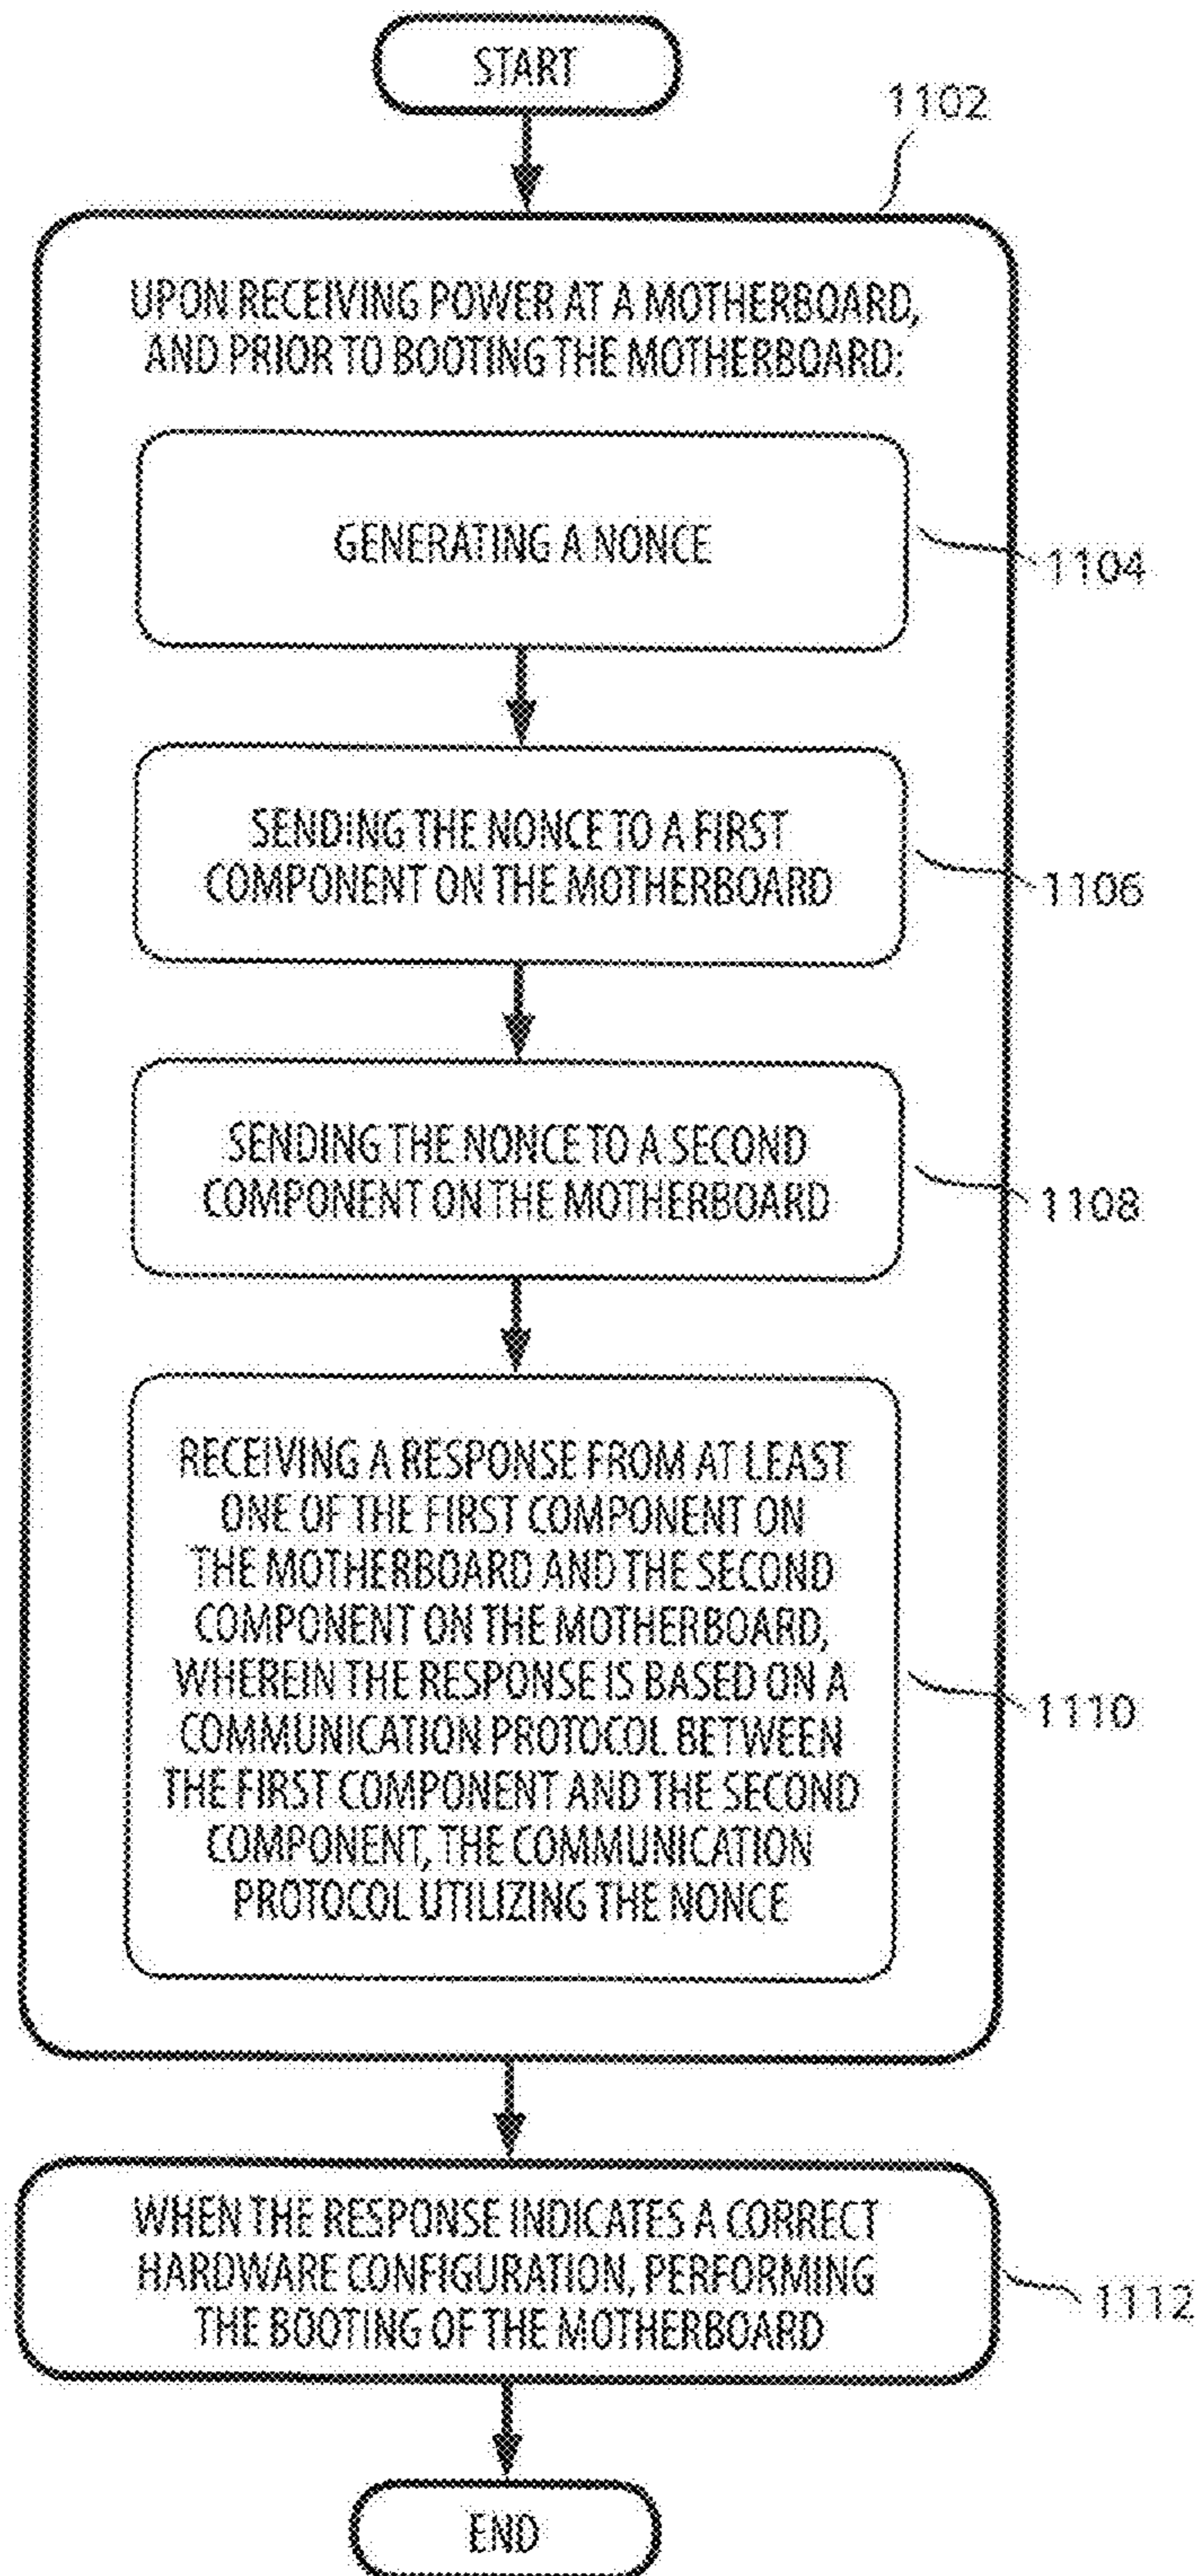 START
1102
UPON RECEIVING POWER AT A MOTHERBOARD,
AND PRIOR TO BOOTING THE MOTHERBOARD:
GENERATING A NONCE
1104
SENDING THE NONCE TO A FIRST
COMPONENT ON THE MOTHERBOARD
1106
SENDING THE NONCE TO A SECOND
COMPONENT ON THE MOTHERBOARD
1108
RECEIVING A RESPONSE FROM AT LEAST
ONE OF THE FIRST COMPONENT ON
THE MOTHERBOARD AND THE SECOND
COMPONENT ON THE MOTHERBOARD,
WHEREIN THE RESPONSE IS BASED ON A
COMMUNICATION PROTOCOL BETWEEN
THE FIRST COMPONENT AND THE SECOND
COMPONENT, THE COMMUNICATION
PROTOCOL UTILIZING THE NONCE
1110
WHEN THE RESPONSE INDICATES A CORRECT
HARDWARE CONFIGURATION, PERFORMING
THE BOOTING OF THE MOTHERBOARD
1112
END